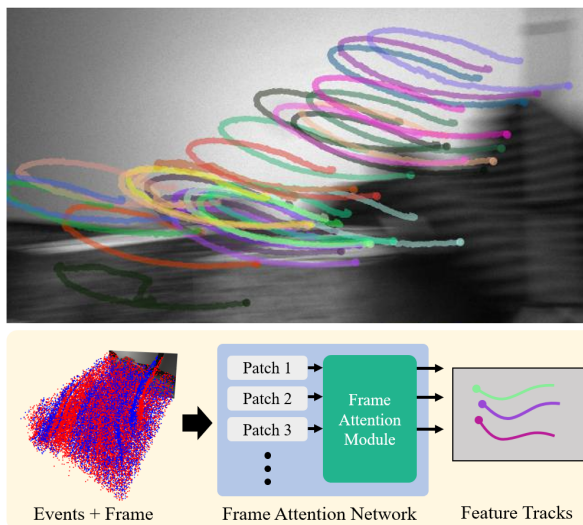 Patch 1
Patch 2
Patch 3
Frame
Attention
Module
Events + Frame
Frame Attention Network
Feature Tracks